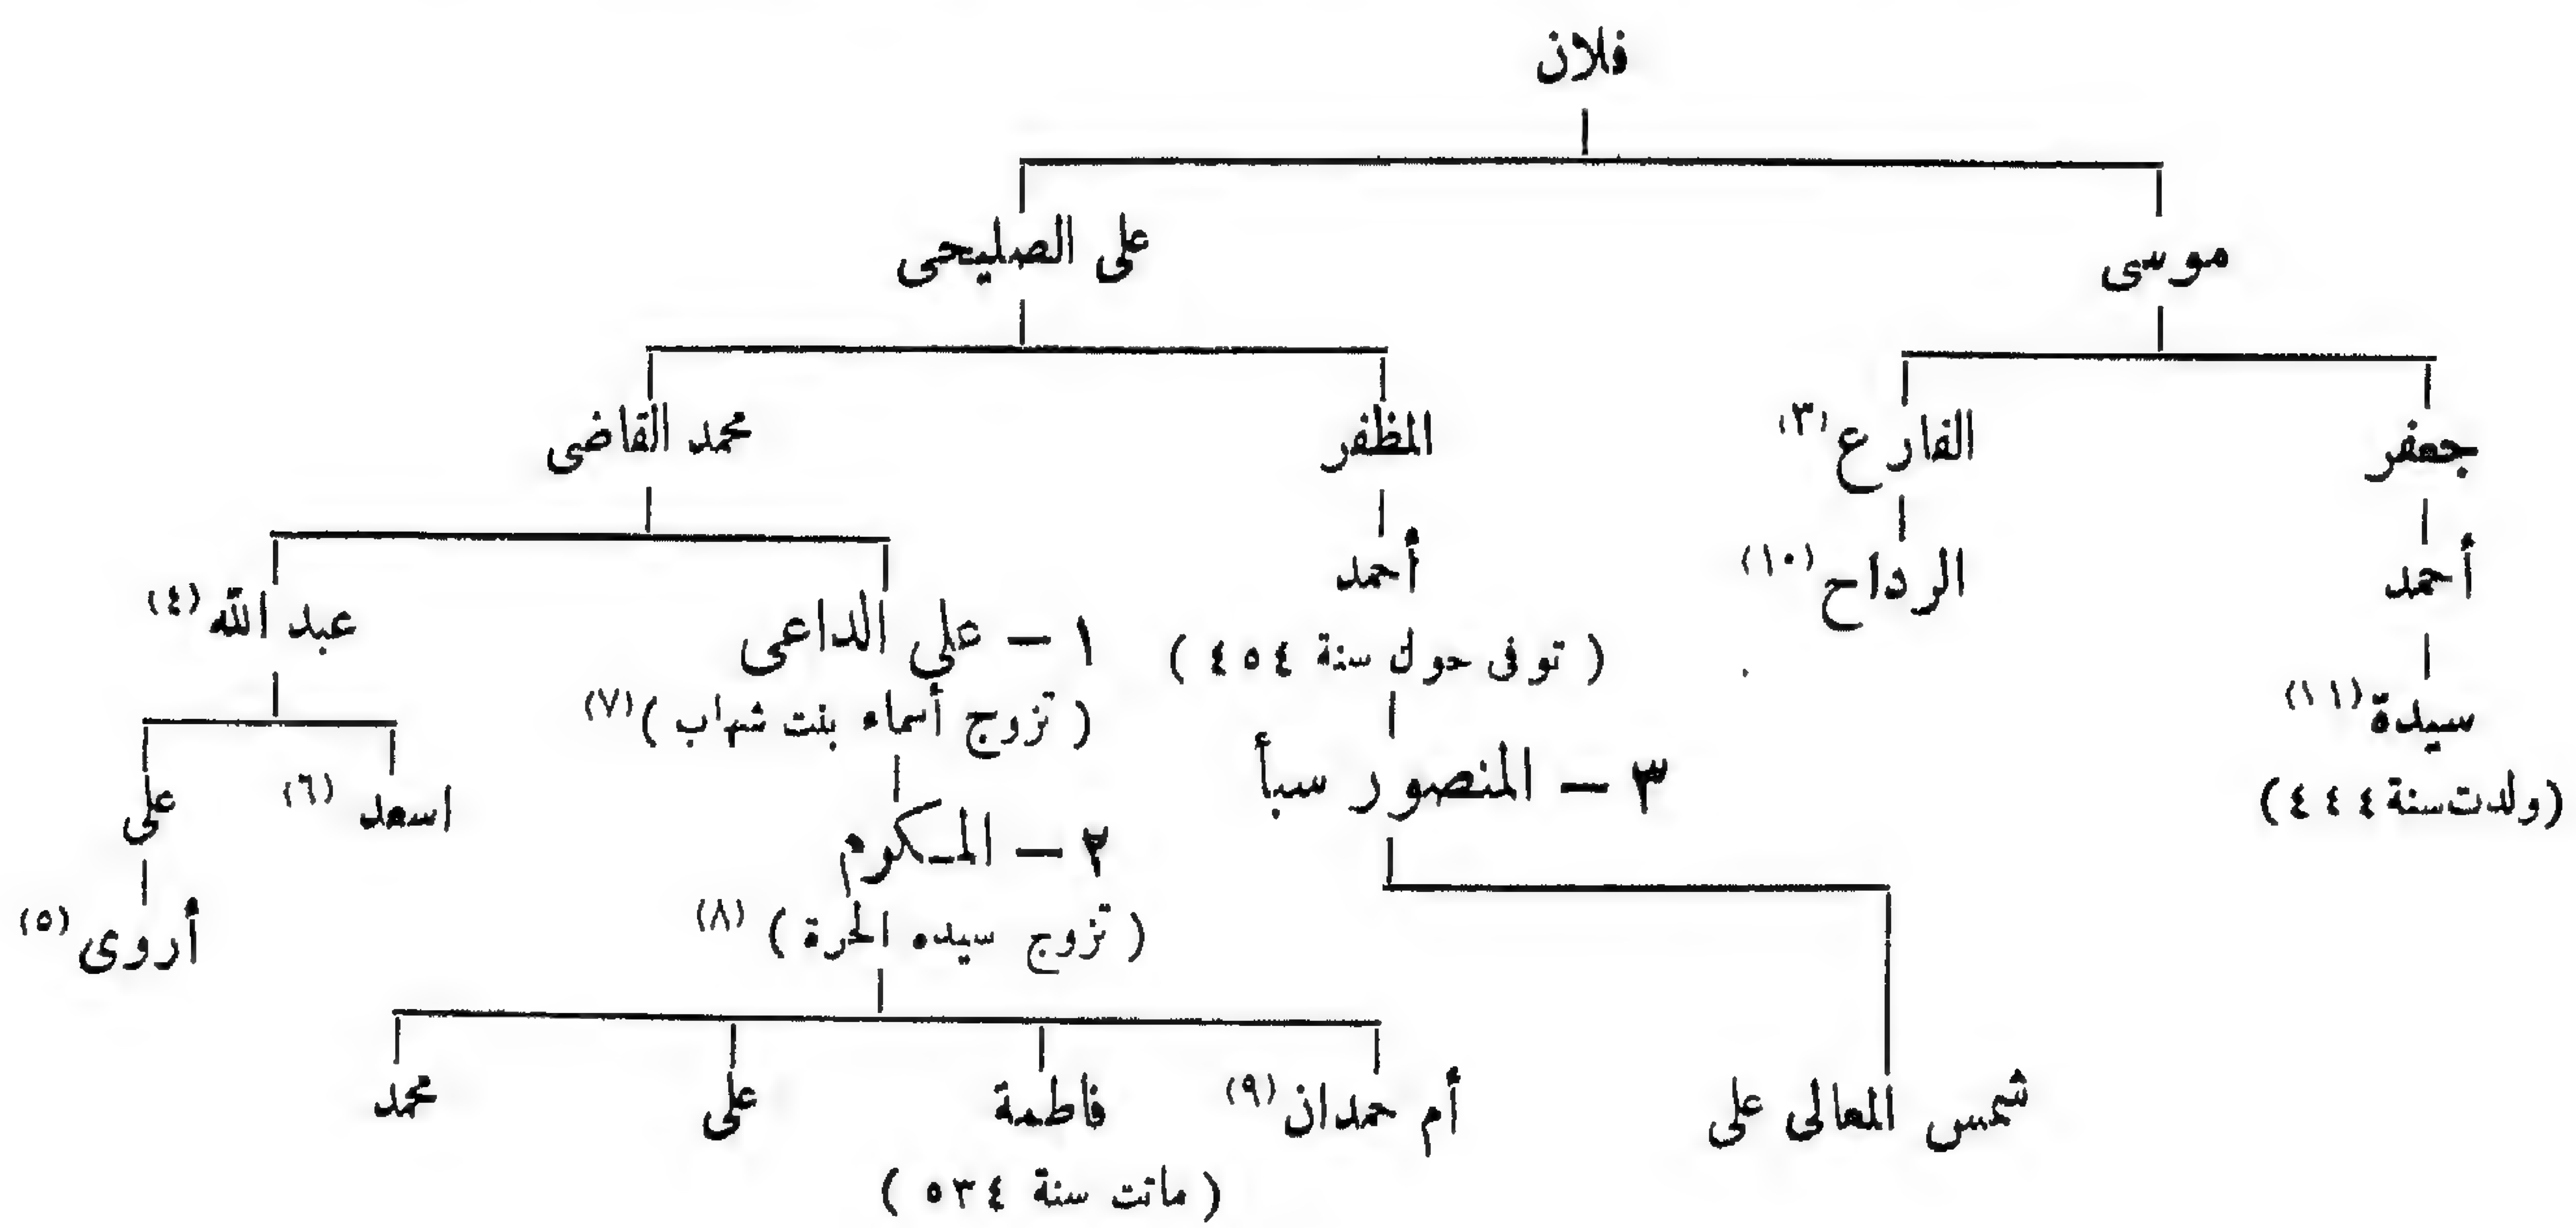 فلان
موسى
على الصليحى
جعفر
الفارع (٣)
المظفر
محمد القاضى
أحمد
الرداح (١٠)
أحمد
(توفى حوك سنة ٤٥٤)
١ - على الداعى
(تزوج أسماء بنت شهاب) (٧)
عبد الله (٤)
سيدة (١١)
(ولدت سنة ٤٤٤)
٣ - المنصور سبأ
٢ - المكرم
(تزوج سيده الحرة) (٨)
اسعد (٦)
على
أروى (٥)
شمس المعالى على
أم حمدان (٩)
فاطمة
على
محمد
(ماتت سنة ٥٣٤)